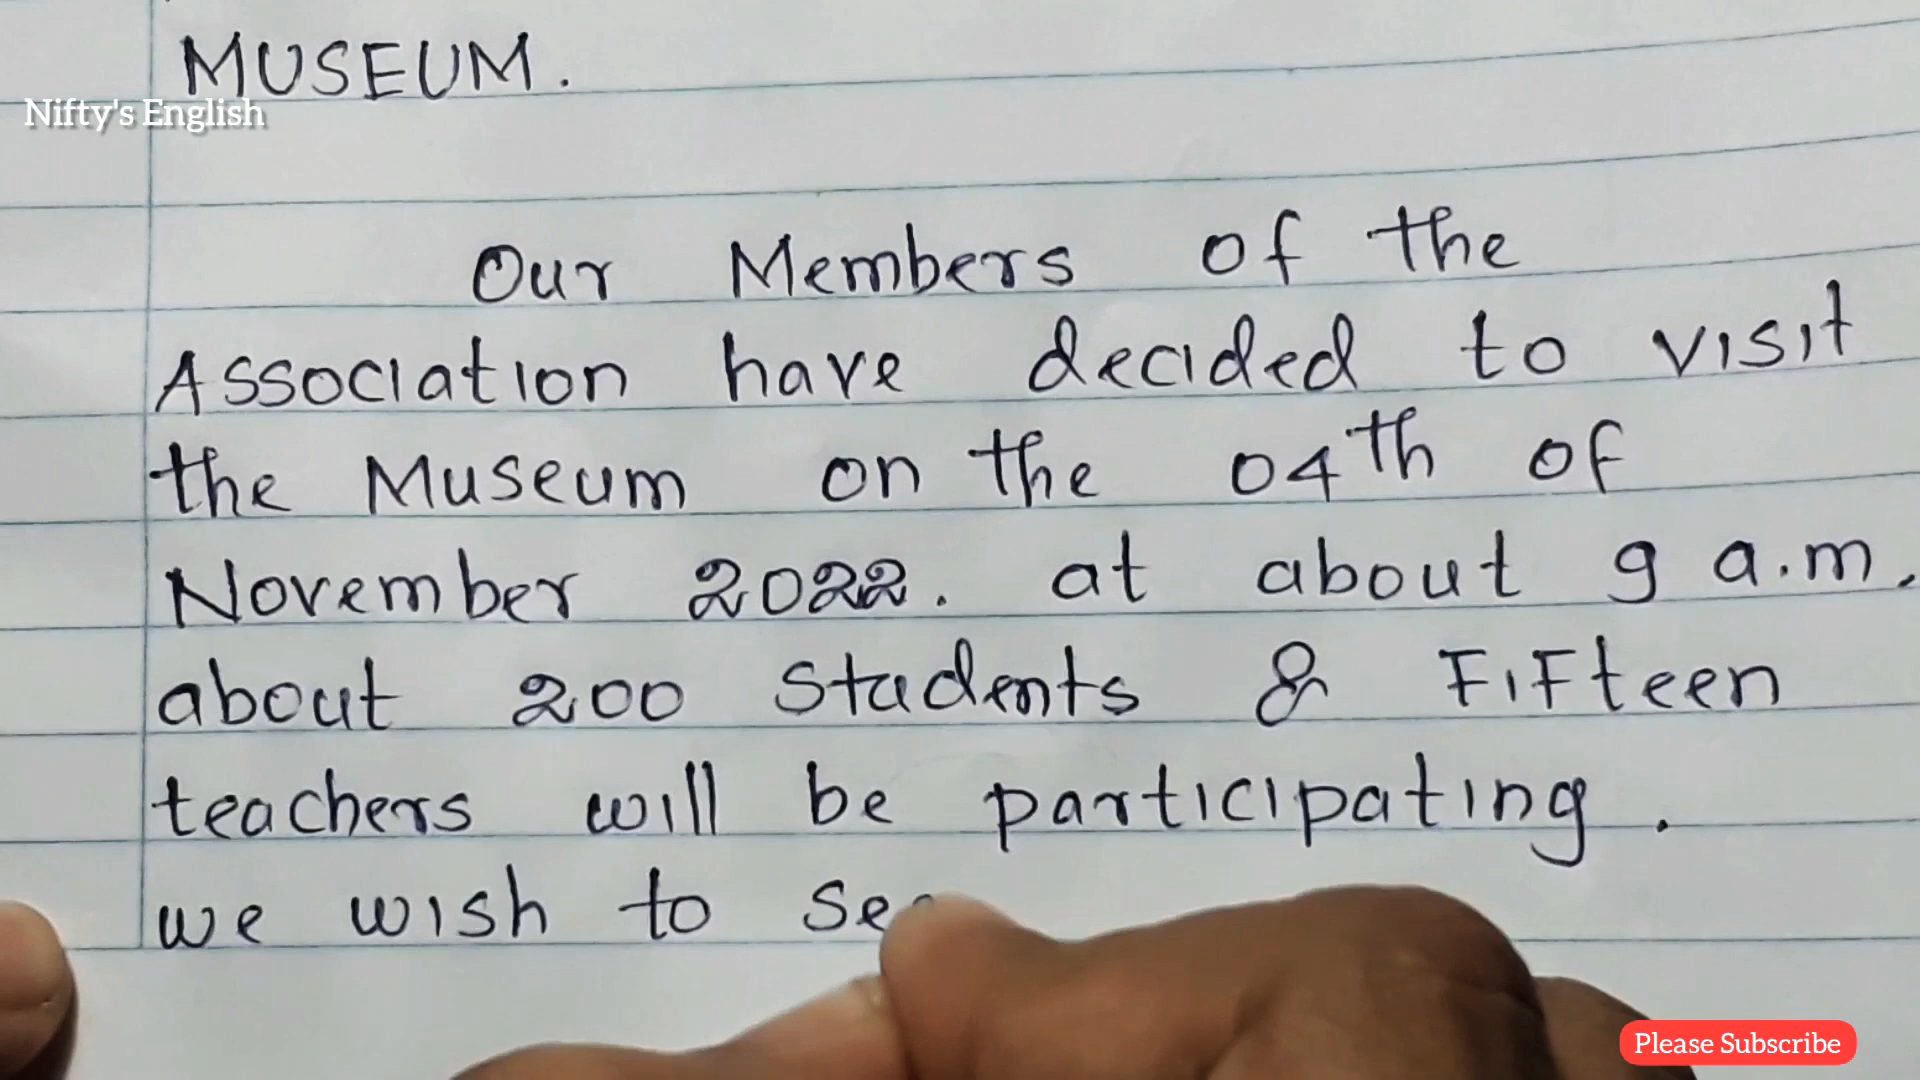 MUSEUM.
Nifty's English
Our Members of the
Association have decided to visit
the Museum on the 04th of
November 2022. at about 9 a.m.
about 200 students & Fifteen
teachers will be participating.
we wish to
Please Subscribe